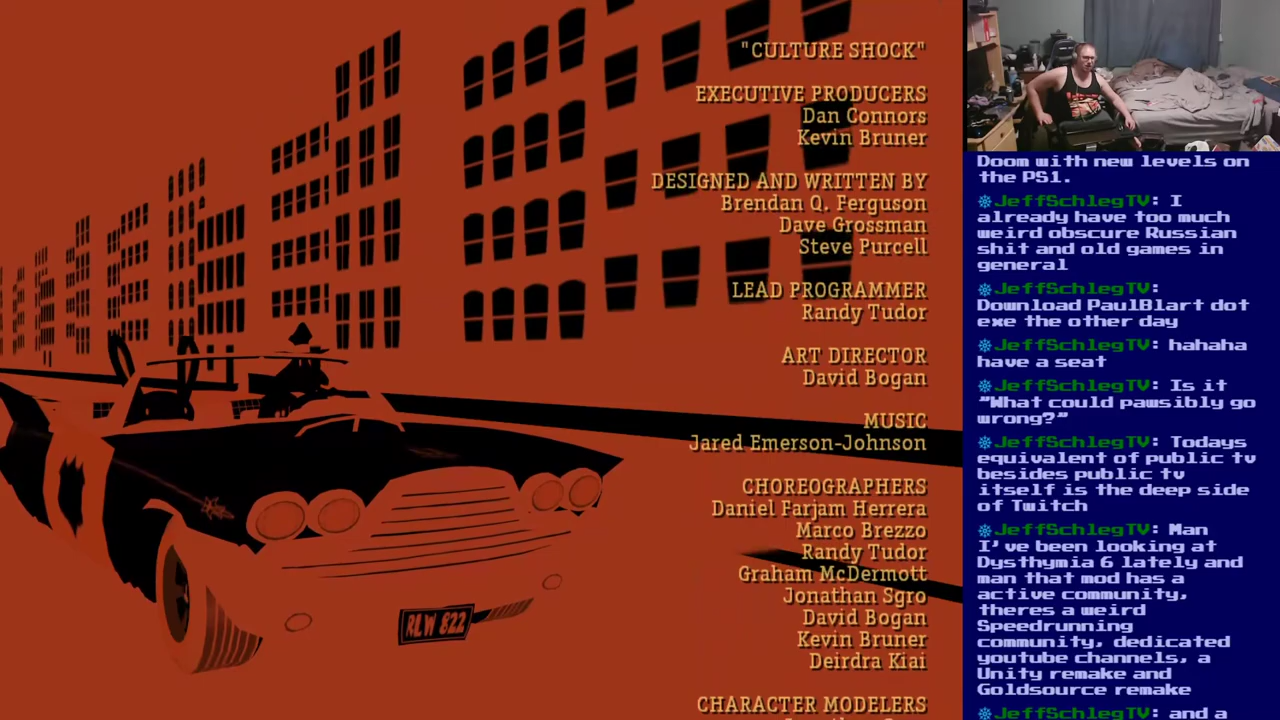 "CULTURE SHOCK"
EXECUTIVE PRODUCERS
Dan Connors
Kevin Bruner
DESIGNED AND WRITTEN BY
Brendan Q. Ferguson
Dave Grossman
Steve Purcell
LEAD PROGRAMMER
Randy Tudor
ART DIRECTOR
David Bogan
MUSIC
Jared Emerson-Johnson
CHOREOGRAPHERS
Daniel Farjam Herrera
Marco Brezzo
Randy Tudor
Graham McDermott
Jonathan Sgro
David Bogan
Kevin Bruner
Deirdra Kiai
CHARACTER MODELERS
RLW 822
Doom with new levels on
the PS1.
JeffSchlegTV: I
already have too much
weird obscure Russian
shit and old games in
general
JeffSchlegTV:
Download PaulBlart dot
exe the other day
JeffSchlegTV: hahaha
have a seat
JeffSchlegTV: Is it
"What could pawsibly go
wrong?"
JeffSchlegTV: Todays
equivalent of public tv
besides public tv
itself is the deep side
of Twitch
JeffSchlegTV: Man
I've been looking at
Dysthymia 6 lately and
man that mod has a
active community,
theres a weird
Speedrunning
community, dedicated
youtube channels, a
Unity remake and
Goldsource remake
JeffSchlegTV: and a